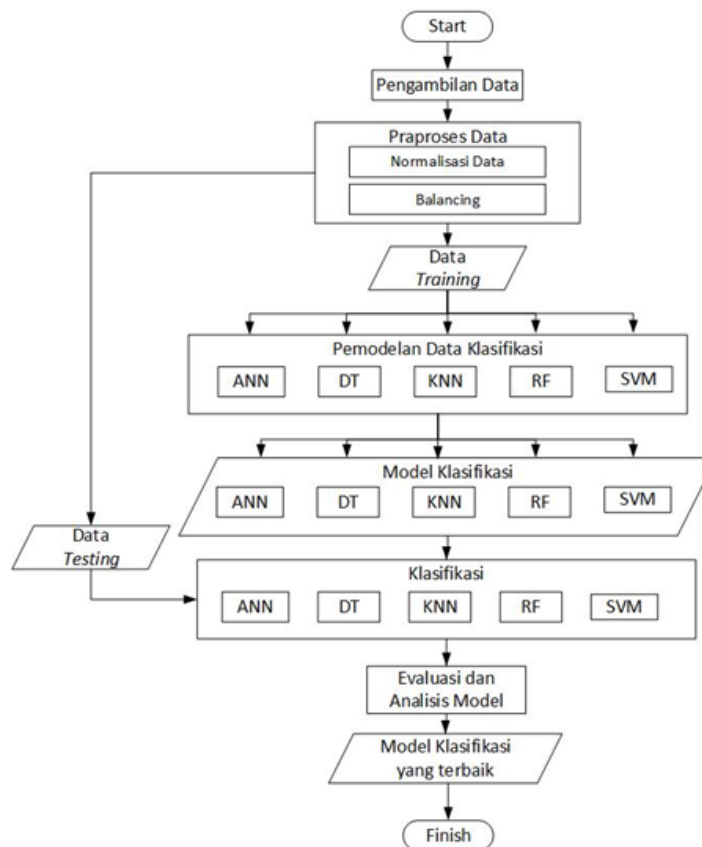 Start
Pengambilan Data
Praproses Data
Normalisasi Data
Balancing
Data
Training
Pemodelan Data Klasifikasi
ANN DT KNN RF SVM
Model Klasifikasi
ANN DT KNN RF SVM
Data
Testing
Klasifikasi
ANN DT KNN RF SVM
Evaluasi dan
Analisis Model
Model Klasifikasi
yang terbaik
Finish